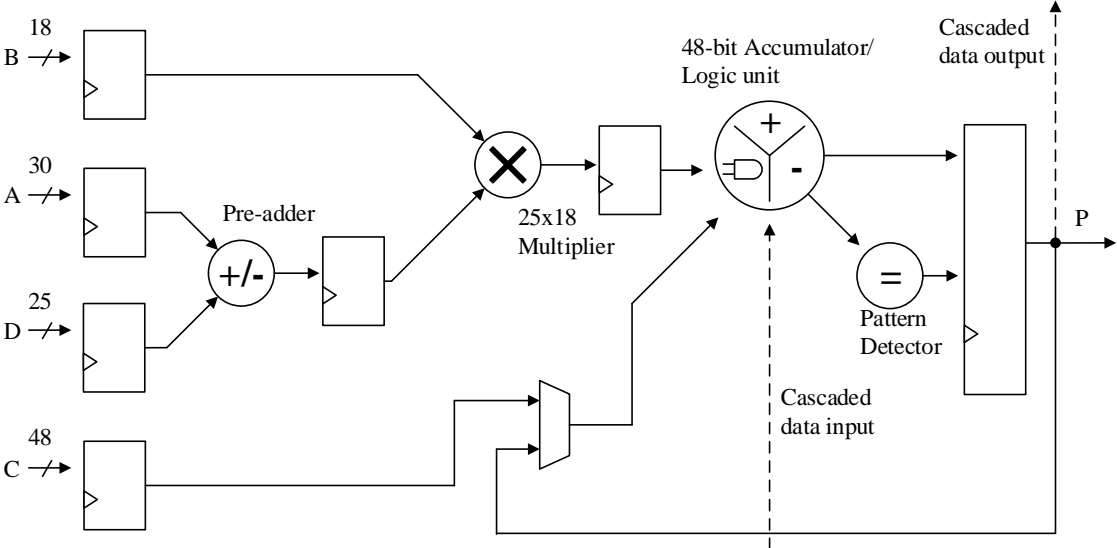 18
B
30
A
Pre-adder
+/-
25
D
48
C
25x18
Multiplier
48-bit Accumulator/
Logic unit
+
-
=
Pattern
Detector
Cascaded
data input
Cascaded
data output
P